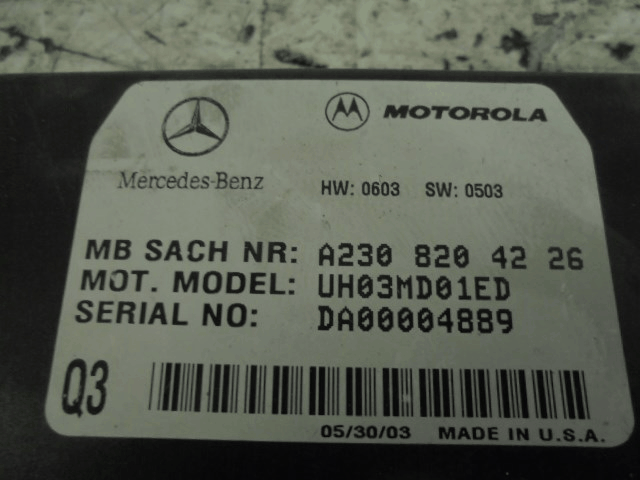 MOTOROLA
Mercedes-Benz
HW: 0603 SW: 0503
MB SACH NR: A230 820 42 26
MOT. MODEL: UH03MD01ED
SERIAL NO: DA00004889
Q3
05/30/03 MADE IN U.S.A.